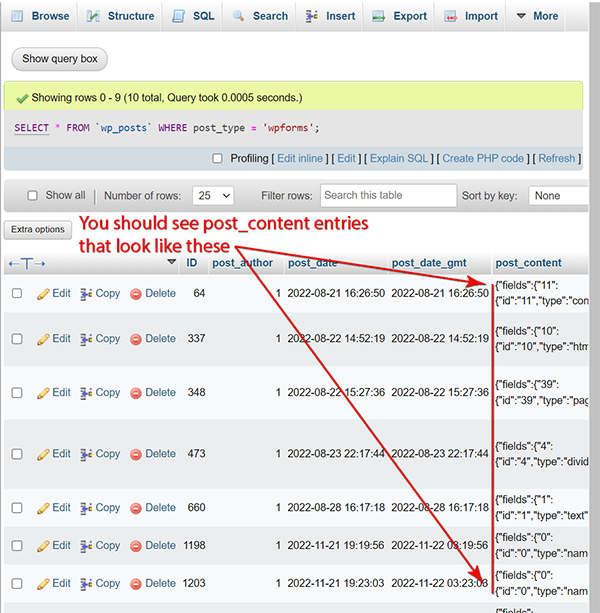 Browse Structure SQL Search Insert Export Import More
Show query box
Showing rows 0 - 9 (10 total, Query took 0.0005 seconds.)
SELECT * FROM `wp_posts` WHERE post_type = 'wpforms';
Profiling [ Edit inline ] [ Edit ] [ Explain SQL ] [ Create PHP code ] [ Refresh ]
Show all Number of rows: 25 Filter rows: Search this table Sort by key: None
Extra options
You should see post_content entries
that look like these
←T→ ID post_author post_date post_date_gmt post_content
Edit Copy Delete 64 1 2022-08-21 16:26:50 2022-08-21 16:26:50 {"fields":{"11":
{"id":"11","type":"con
Edit Copy Delete 337 1 2022-08-22 14:52:19 2022-08-22 14:52:19 {"fields":{"10":
{"id":"10","type":"htm
Edit Copy Delete 348 1 2022-08-22 15:27:36 2022-08-22 15:27:36 {"fields":{"39":
{"id":"39","type":"pag
Edit Copy Delete 473 1 2022-08-23 22:17:44 2022-08-23 22:17:44 {"fields":{"4":
{"id":"4","type":"divid
Edit Copy Delete 660 1 2022-08-28 16:17:18 2022-08-28 16:17:18 {"fields":{"1":
{"id":"1","type":"text"
Edit Copy Delete 1198 1 2022-11-21 19:19:56 2022-11-22 03:19:56 {"fields":{"0":
{"id":"0","type":"nam
Edit Copy Delete 1203 1 2022-11-21 19:23:03 2022-11-22 03:23:03 {"fields":{"0":
{"id":"0","type":"nam